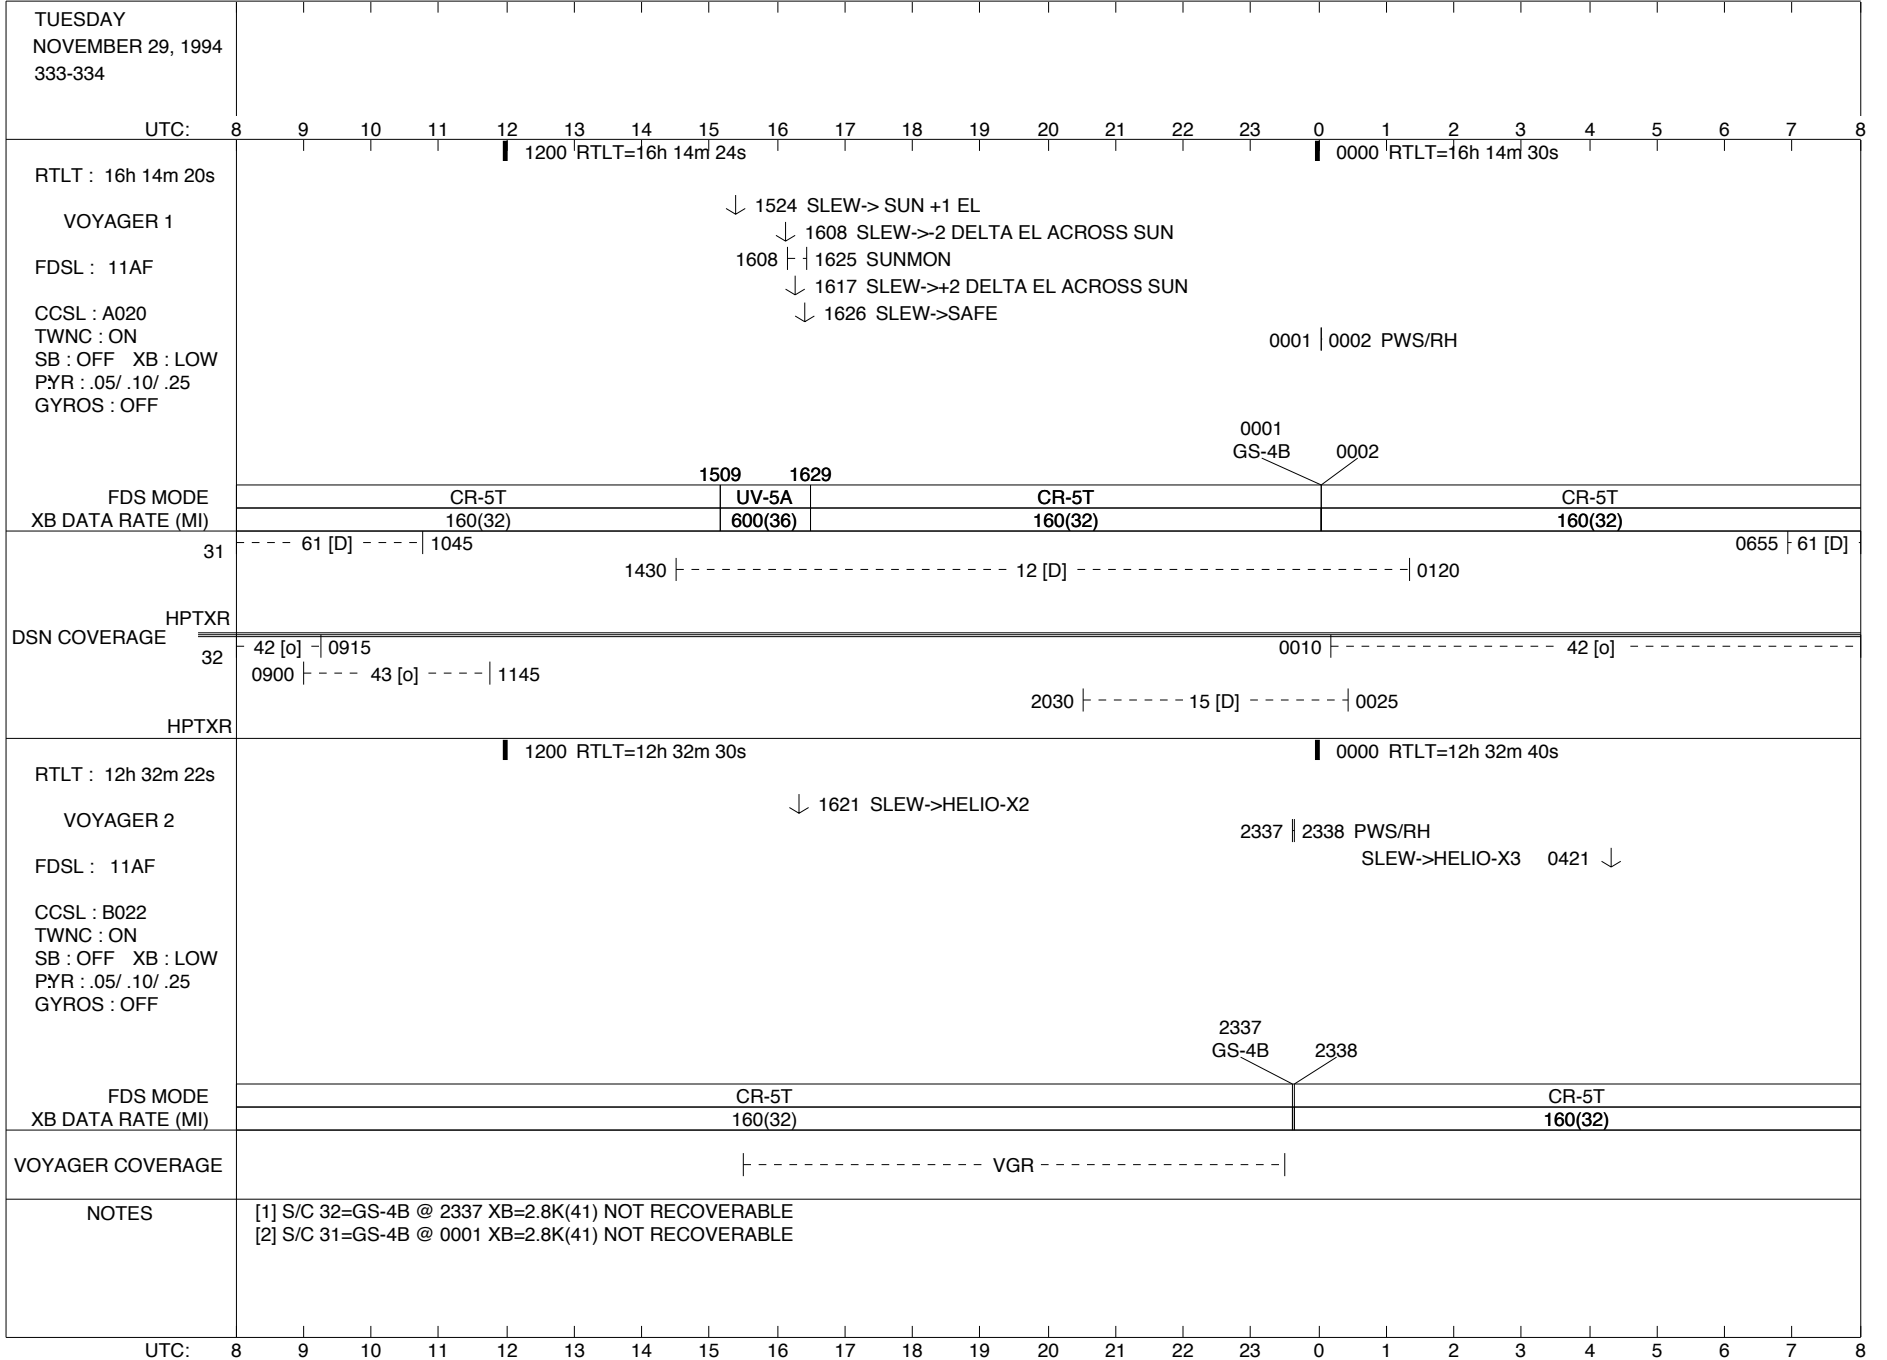 TUESDAY
NOVEMBER 29, 1994
333-334
UTC: 8 9 10 11 12 13 14 15 16 17 18 19 20 21 22 23 0 1 2 3 4 5 6 7 8
1200 RTLT=16h 14m 24s 0000 RTLT=16h 14m 30s
RTLT : 16h 14m 20s
1524 SLEW-> SUN +1 EL
VOYAGER 1
1608 SLEW->-2 DELTA EL ACROSS SUN
1608 1625 SUNMON
FDSL : 11AF
1617 SLEW->+2 DELTA EL ACROSS SUN
CCSL : A020
1626 SLEW->SAFE
TWNC : ON
0001 0002 PWS/RH
SB : OFF XB : LOW
P:YR : .05/ .10/ .25
GYROS : OFF
0001
GS-4B 0002
1509 1629
FDS MODE CR-5T UV-5A CR-5T CR-5T
XB DATA RATE (MI) 160(32) 600(36) 160(32) 160(32)
31 61 [D] 1045 0655 61 [D]
1430 12 [D] 0120
HPTXR
DSN COVERAGE
32 42 [o] 0915 0010 42 [o]
0900 43 [o] 1145
2030 15 [D] 0025
HPTXR
1200 RTLT=12h 32m 30s 0000 RTLT=12h 32m 40s
RTLT : 12h 32m 22s
1621 SLEW->HELIO-X2
VOYAGER 2
2337 2338 PWS/RH
SLEW->HELIO-X3 0421
FDSL : 11AF
CCSL : B022
TWNC : ON
SB : OFF XB : LOW
P:YR : .05/ .10/ .25
GYROS : OFF
2337
GS-4B 2338
FDS MODE CR-5T CR-5T
XB DATA RATE (MI) 160(32) 160(32)
VOYAGER COVERAGE VGR
NOTES [1] S/C 32=GS-4B @ 2337 XB=2.8K(41) NOT RECOVERABLE
[2] S/C 31=GS-4B @ 0001 XB=2.8K(41) NOT RECOVERABLE
UTC: 8 9 10 11 12 13 14 15 16 17 18 19 20 21 22 23 0 1 2 3 4 5 6 7 8